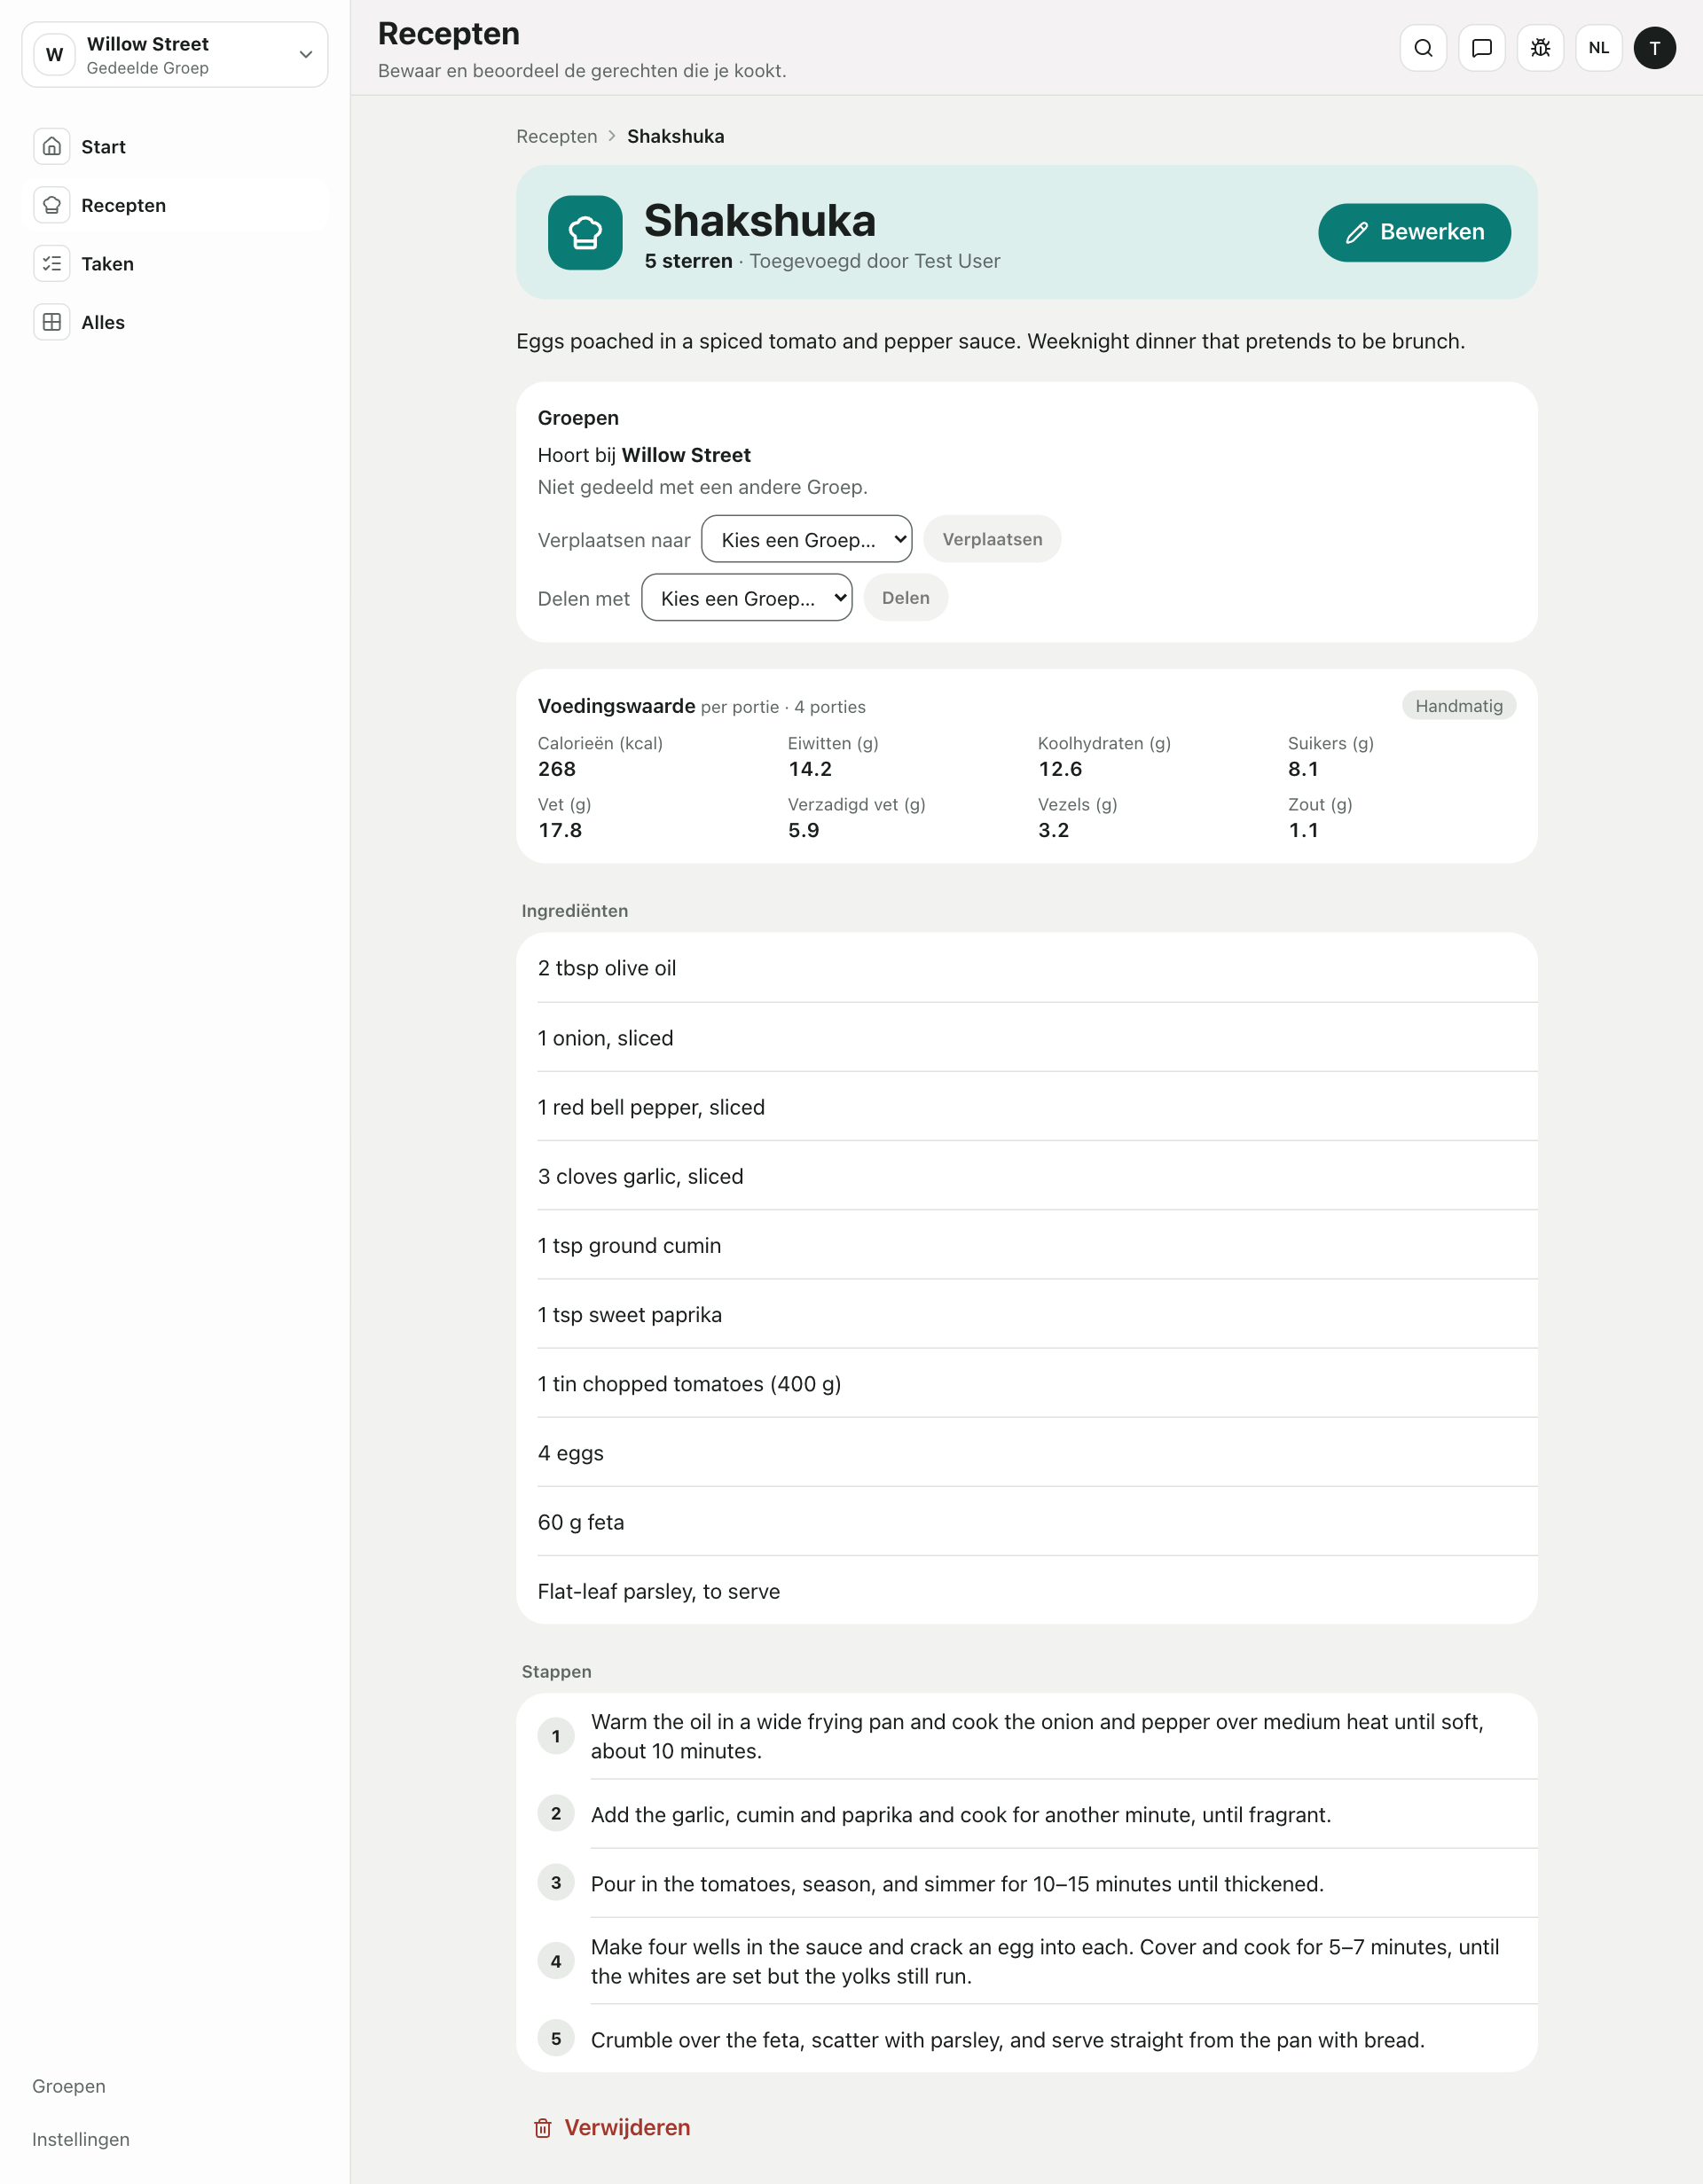 W
Willow Street
Gedeelde Groep
Start
Recepten
Taken
Alles
Groepen
Instellingen
Recepten
Bewaar en beoordeel de gerechten die je kookt.
NL
T
Recepten > Shakshuka
Shakshuka
5 sterren · Toegevoegd door Test User
Bewerken
Eggs poached in a spiced tomato and pepper sauce. Weeknight dinner that pretends to be brunch.
Groepen
Hoort bij Willow Street
Niet gedeeld met een andere Groep.
Verplaatsen naar Kies een Groep... Verplaatsen
Delen met Kies een Groep... Delen
Voedingswaarde per portie · 4 porties Handmatig
Calorieën (kcal) Eiwitten (g) Koolhydraten (g) Suikers (g)
268 14.2 12.6 8.1
Vet (g) Verzadigd vet (g) Vezels (g) Zout (g)
17.8 5.9 3.2 1.1
Ingrediënten
2 tbsp olive oil
1 onion, sliced
1 red bell pepper, sliced
3 cloves garlic, sliced
1 tsp ground cumin
1 tsp sweet paprika
1 tin chopped tomatoes (400 g)
4 eggs
60 g feta
Flat-leaf parsley, to serve
Stappen
1 Warm the oil in a wide frying pan and cook the onion and pepper over medium heat until soft,
about 10 minutes.
2 Add the garlic, cumin and paprika and cook for another minute, until fragrant.
3 Pour in the tomatoes, season, and simmer for 10–15 minutes until thickened.
4 Make four wells in the sauce and crack an egg into each. Cover and cook for 5–7 minutes, until
the whites are set but the yolks still run.
5 Crumble over the feta, scatter with parsley, and serve straight from the pan with bread.
Verwijderen